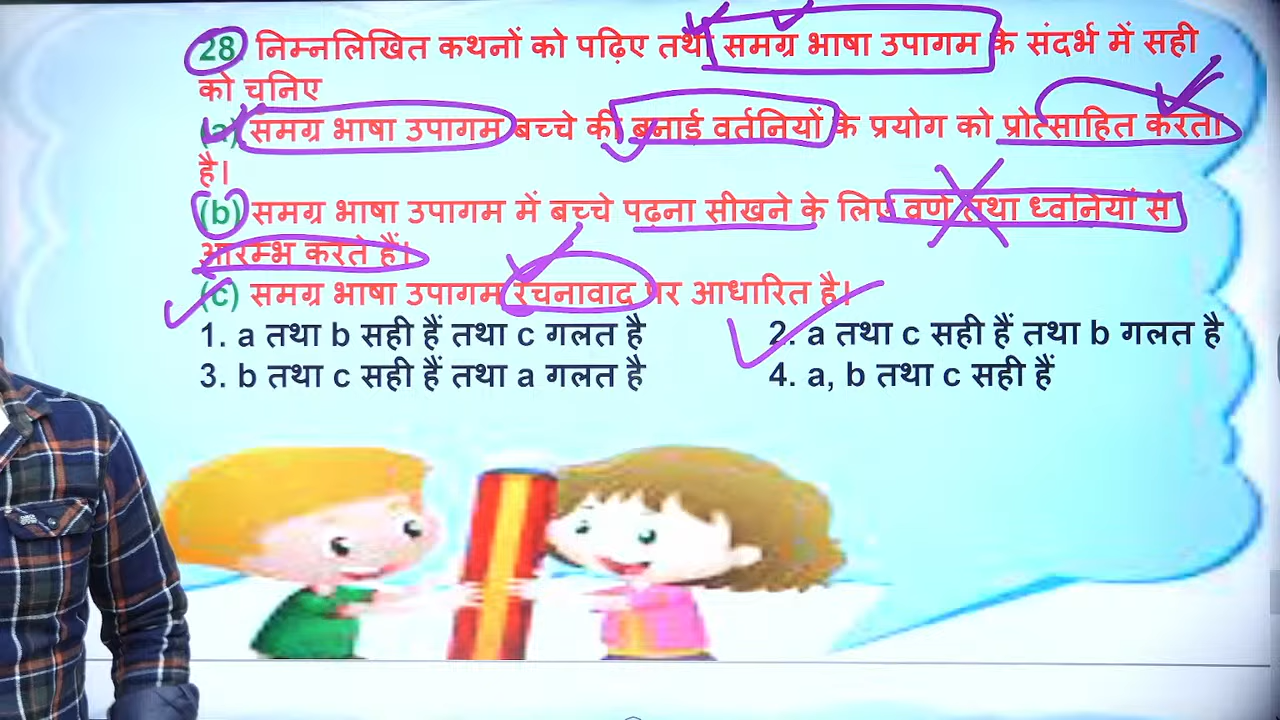 28 निम्नलिखित कथनों को पढ़िए तथा समग्र भाषा उपागम के संदर्भ में सही
को चुनिए
(a) समग्र भाषा उपागम बच्चे की बनाई वर्तनियों के प्रयोग को प्रोत्साहित करता
है।
(b) समग्र भाषा उपागम में बच्चे पढ़ना सीखने के लिए वर्ण तथा ध्वनियों से
आरम्भ करते हैं।
(c) समग्र भाषा उपागम रचनावाद पर आधारित है।
1. a तथा b सही हैं तथा c गलत है 2. a तथा c सही हैं तथा b गलत है
3. b तथा c सही हैं तथा a गलत है 4. a, b तथा c सही हैं